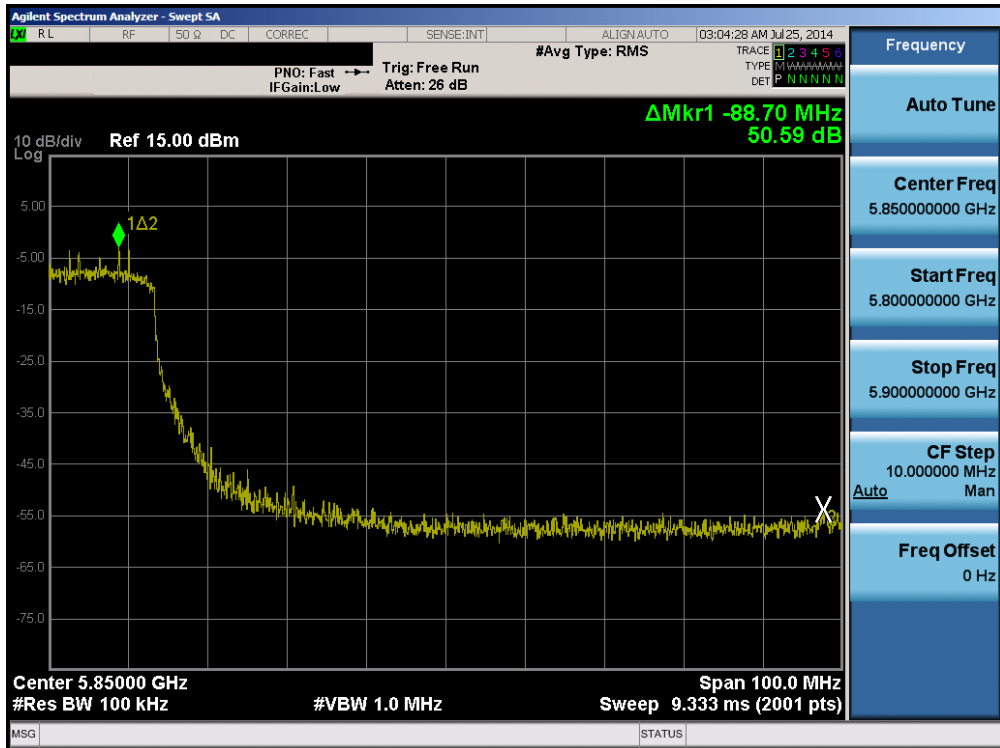 Agilent Spectrum Analyzer - Swept SA
LXI RL RF 50 Ω DC CORREC SENSE:INT ALIGN AUTO 03:04:28 AM Jul 25, 2014
#Avg Type: RMS TRACE 1 2 3 4 5 6
PNO: Fast Trig: Free Run TYPE M WWWWW
IFGain:Low Atten: 26 dB DET P N N N N N
ΔMkr1 -88.70 MHz
50.59 dB
10 dB/div Ref 15.00 dBm
Log
1Δ2
5.00
-5.00
-15.0
-25.0
-35.0
-45.0
-55.0
-65.0
-75.0
X
Center 5.85000 GHz Span 100.0 MHz
#Res BW 100 kHz #VBW 1.0 MHz Sweep 9.333 ms (2001 pts)
MSG STATUS
Frequency
Auto Tune
Center Freq
5.850000000 GHz
Start Freq
5.800000000 GHz
Stop Freq
5.900000000 GHz
CF Step
10.000000 MHz
Auto Man
Freq Offset
0 Hz